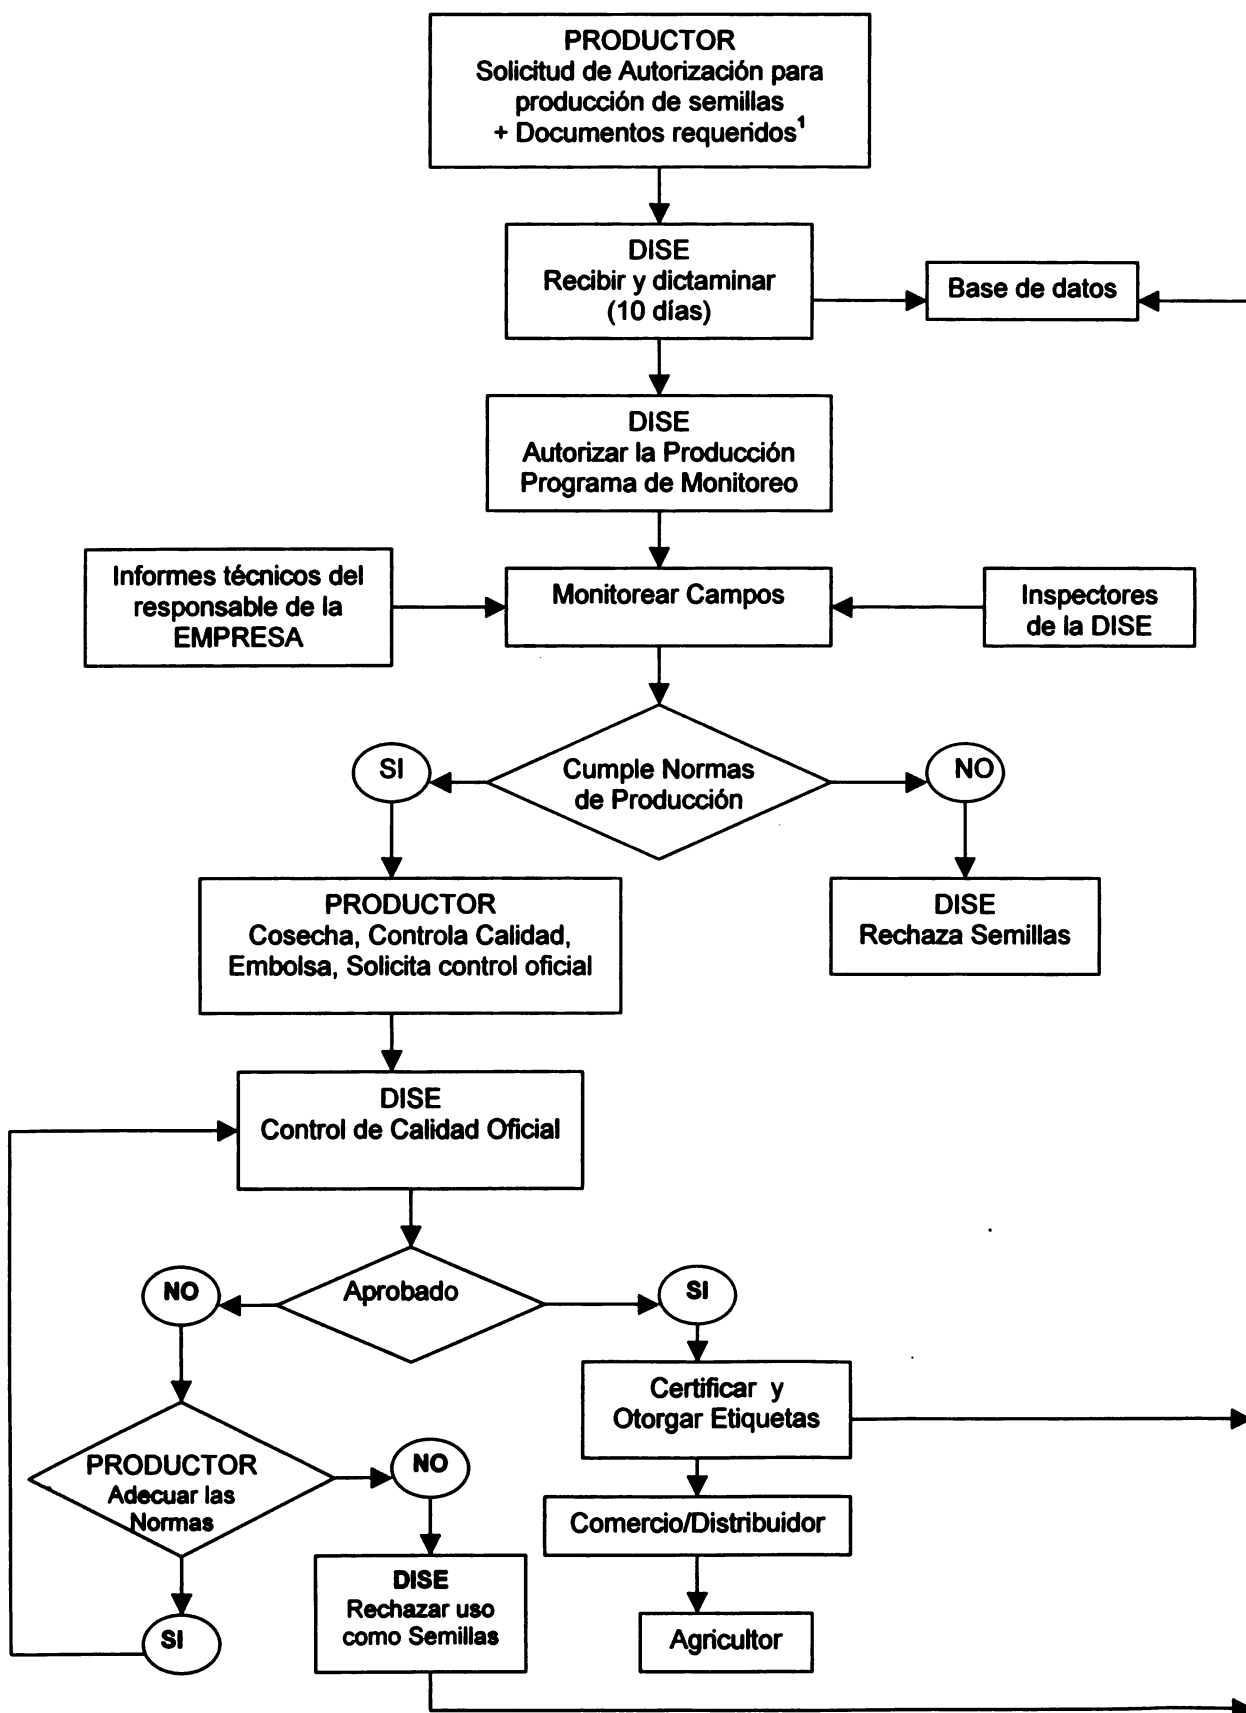 PRODUCTOR
Solicitud de Autorización para
producción de semillas
+ Documentos requeridos¹
DISE
Recibir y dictaminar
(10 días)
Base de datos
DISE
Autorizar la Producción
Programa de Monitoreo
Informes técnicos del
responsable de la
EMPRESA
Monitorear Campos
Inspectores
de la DISE
SI
Cumple Normas
de Producción
NO
PRODUCTOR
Cosecha, Controla Calidad,
Embolsa, Solicita control oficial
DISE
Rechaza Semillas
DISE
Control de Calidad Oficial
NO
Aprobado
SI
Certificar y
Otorgar Etiquetas
PRODUCTOR
Adecuar las
Normas
NO
Comercio/Distribuidor
DISE
Rechazar uso
como Semillas
SI
Agricultor